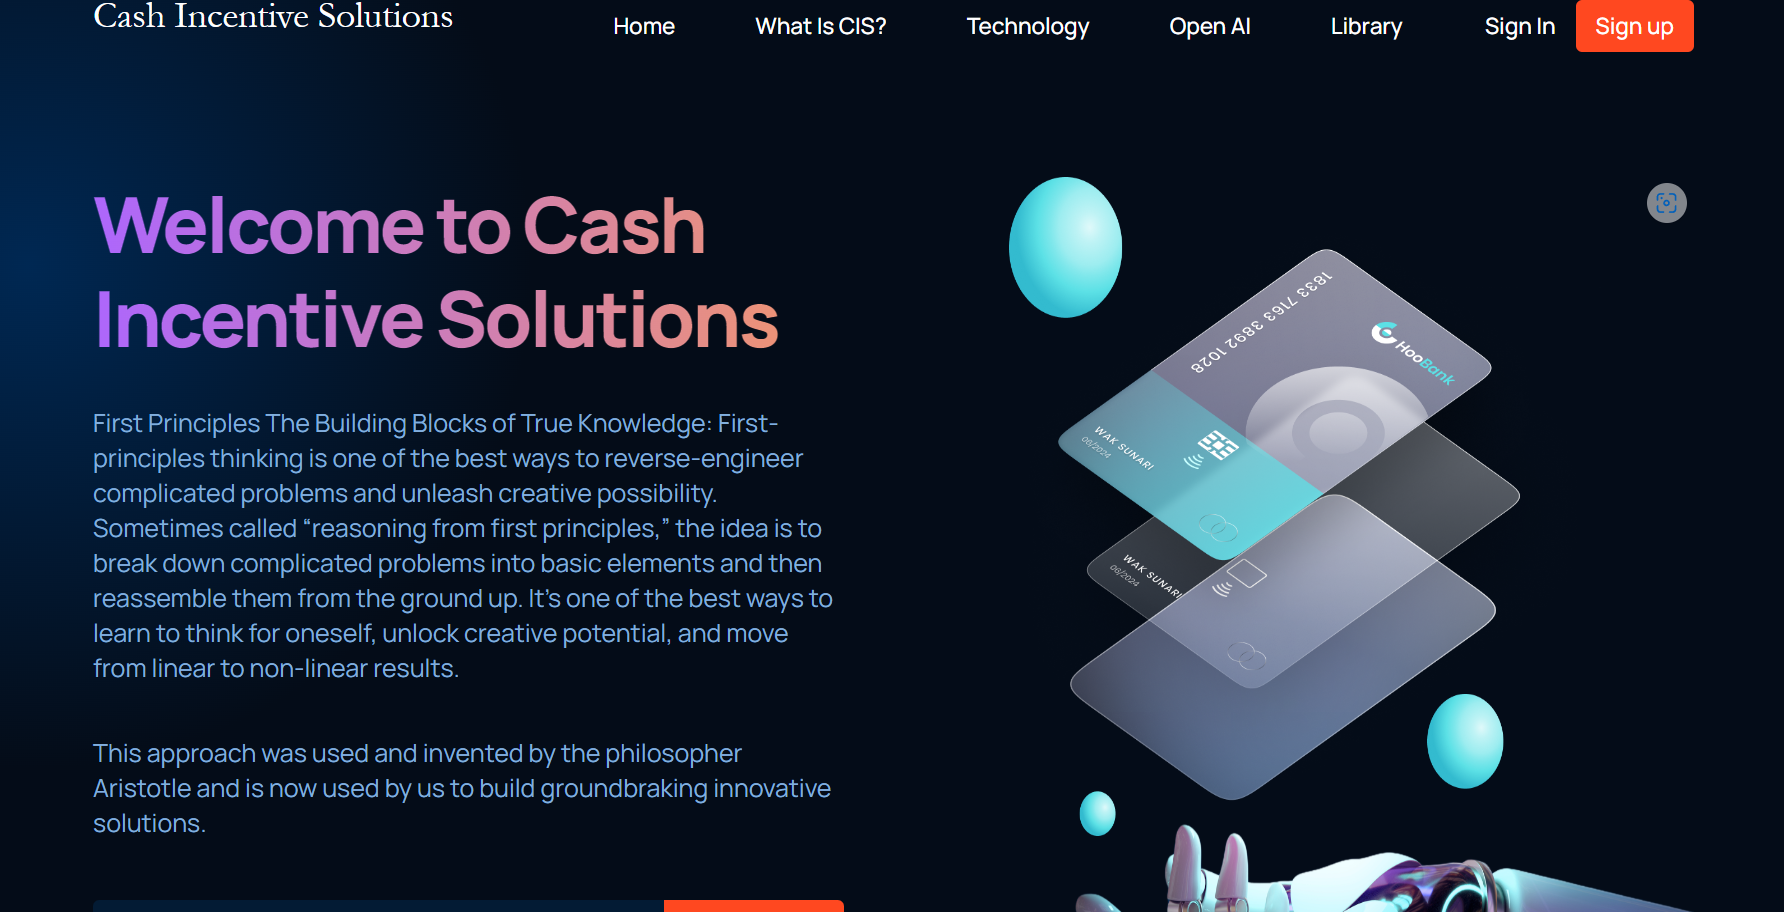 Cash Incentive Solutions
Home
What Is CIS?
Technology
Open AI
Library
Sign In
Sign up
Welcome to Cash
Incentive Solutions
First Principles The Building Blocks of True Knowledge: First-
principles thinking is one of the best ways to reverse-engineer
complicated problems and unleash creative possibility.
Sometimes called “reasoning from first principles,” the idea is to
break down complicated problems into basic elements and then
reassemble them from the ground up. It’s one of the best ways to
learn to think for oneself, unlock creative potential, and move
from linear to non-linear results.
This approach was used and invented by the philosopher
Aristotle and is now used by us to build groundbraking innovative
solutions.
1833 7163 3892 1028
HooBank
WAK SUNARI
06/2024
WAK SUNARI
06/2024